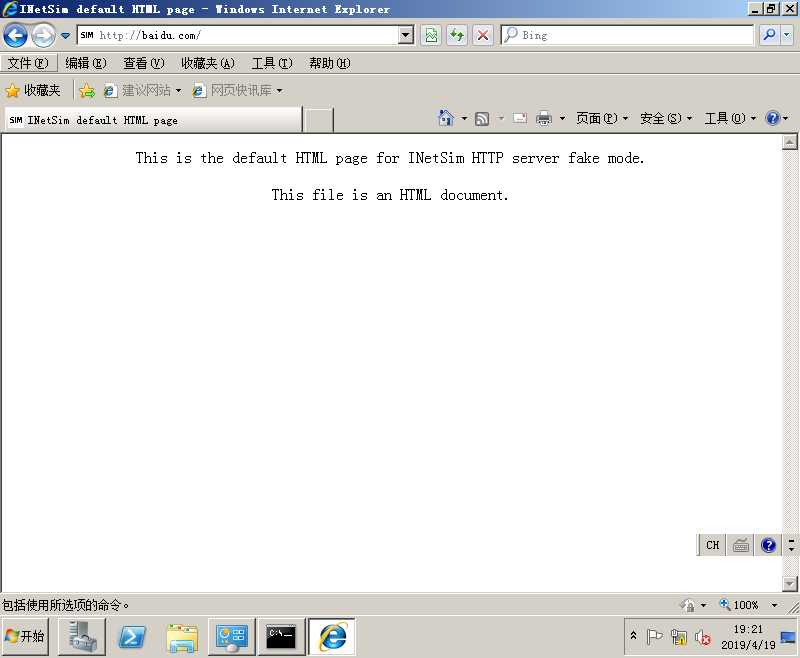 INetSim default HTML page - Windows Internet Explorer
SIM http://baidu.com/
Bing
文件(F) 编辑(E) 查看(V) 收藏夹(A) 工具(T) 帮助(H)
收藏夹 建议网站 网页快讯库
SIM INetSim default HTML page
页面(P) 安全(S) 工具(O)
This is the default HTML page for INetSim HTTP server fake mode.
This file is an HTML document.
CH
包括使用所选项的命令。
100%
开始
C:\_
19:21
2019/4/19